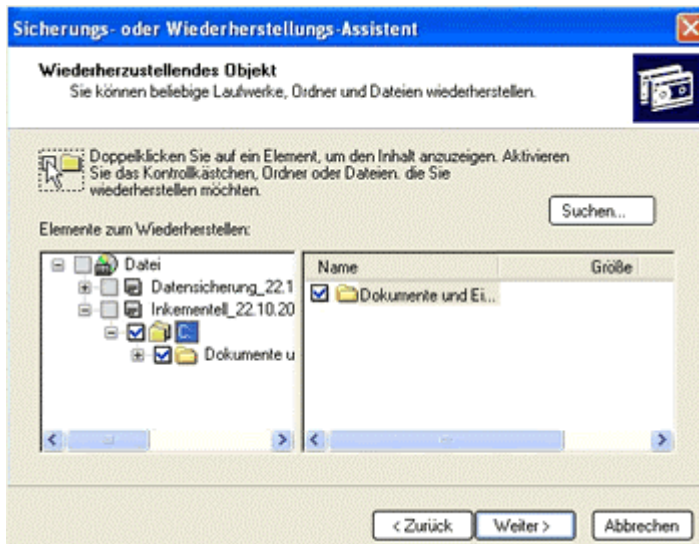 Sicherungs- oder Wiederherstellungs-Assistent
Wiederherzustellendes Objekt
Sie können beliebige Laufwerke, Ordner und Dateien wiederherstellen.
Doppelklicken Sie auf ein Element, um den Inhalt anzuzeigen. Aktivieren
Sie das Kontrollkästchen, Ordner oder Dateien. die Sie
wiederherstellen möchten.
Suchen...
Elemente zum Wiederherstellen:
Datei
Datensicherung_22.1
Inkementell_22.10.20
C:
Dokumente u
Name Größe
Dokumente und Ei...
< Zurück Weiter > Abbrechen